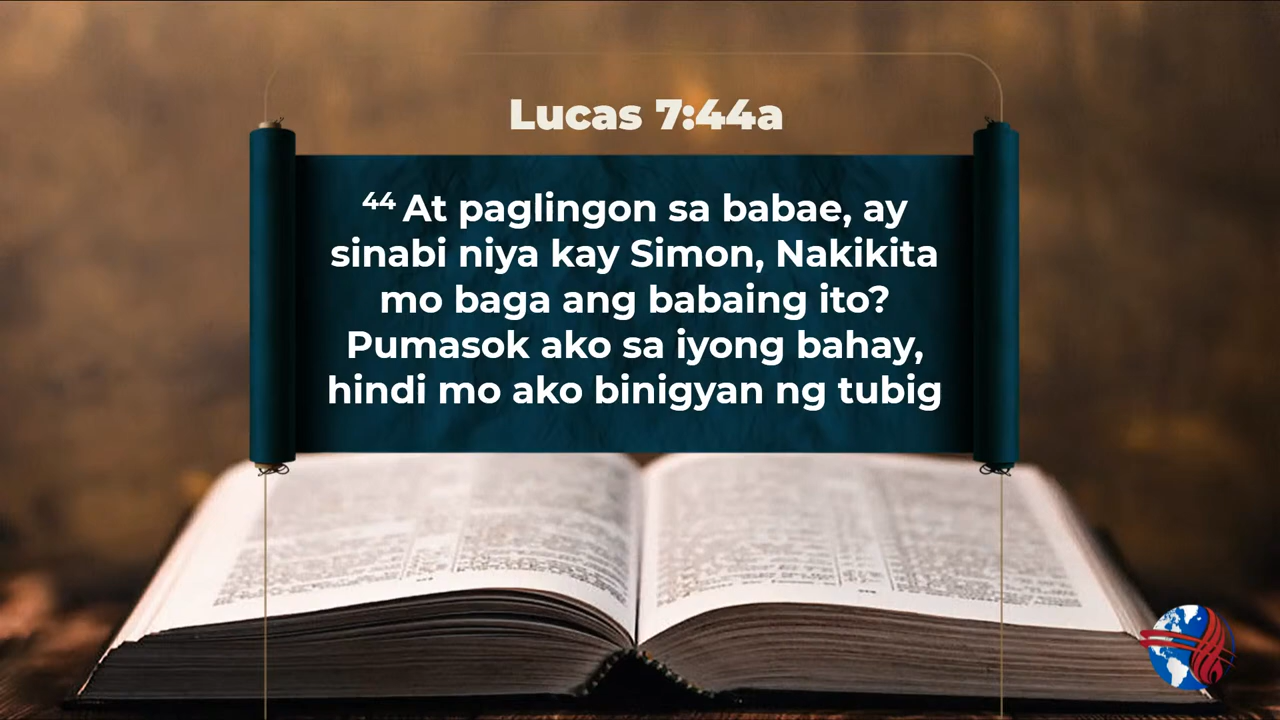 Lucas 7:44a
⁴⁴ At paglingon sa babae, ay
sinabi niya kay Simon, Nakikita
mo baga ang babaing ito?
Pumasok ako sa iyong bahay,
hindi mo ako binigyan ng tubig